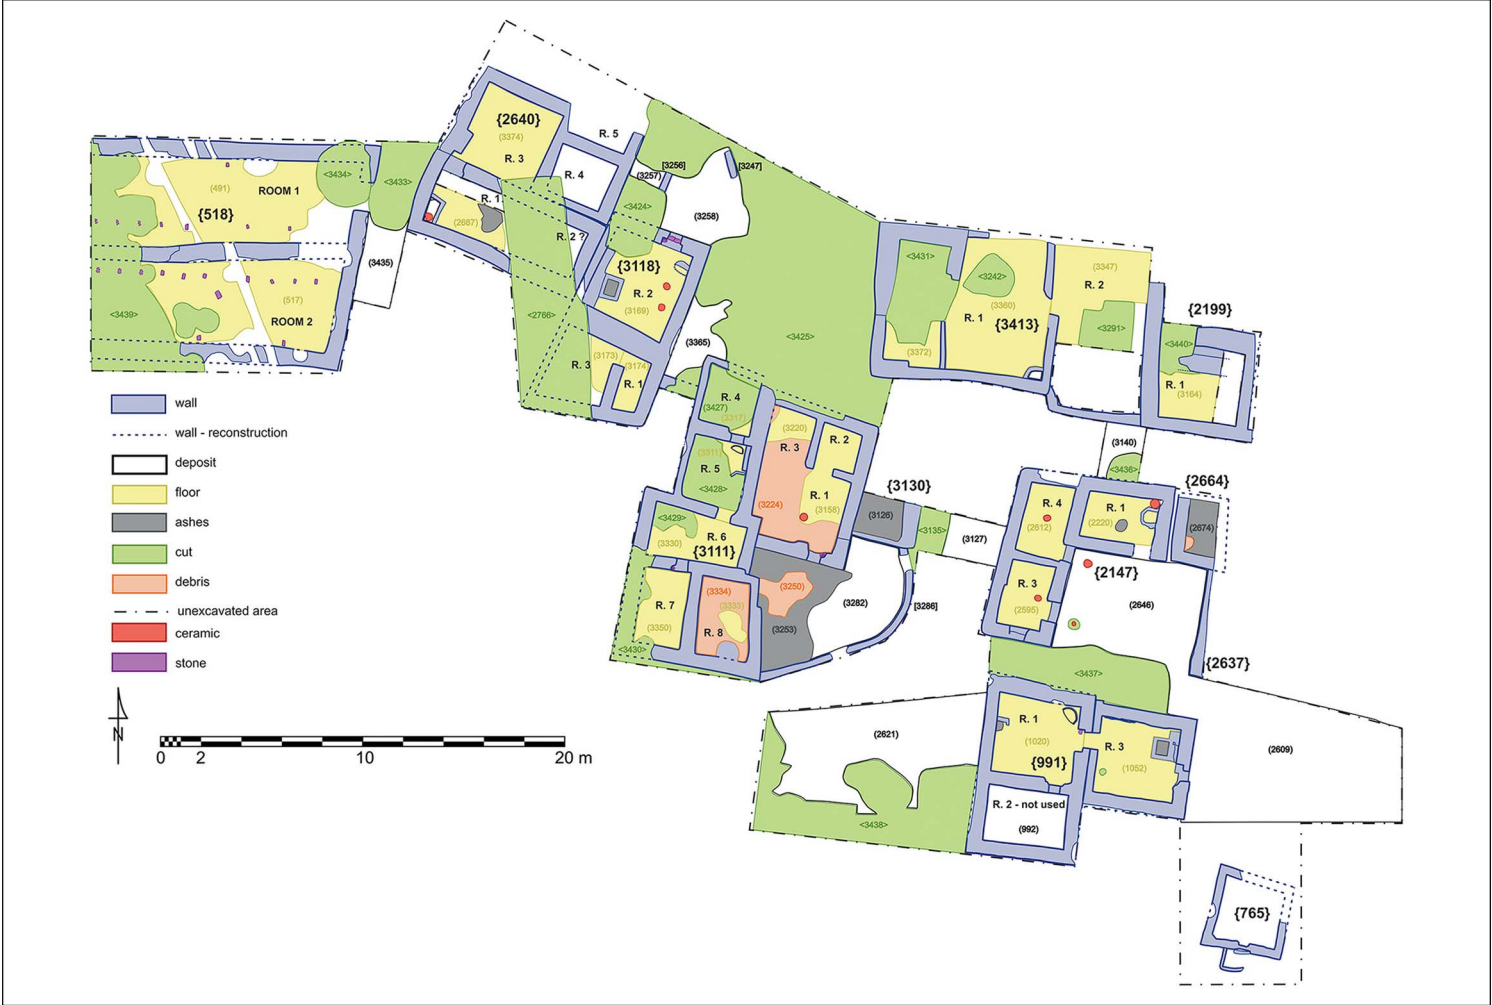 {2640}
(3374)
R. 3
R. 5
R. 4
[3256]
[3247]
(3257)
<3434>
<3433>
(491)
ROOM 1
{518}
R. 1
(2687)
<3424>
(3258)
R. 2 ?
(3435)
{3118}
R. 2
(3169)
<3439>
(517)
ROOM 2
<2766>
<3425>
(3365)
R. 3
(3173)
(3174)
R. 1
<3431>
<3242>
(3360)
R. 1
{3413}
(3372)
(3347)
R. 2
<3291>
{2199}
<3440>
R. 1
(3164)
R. 4
(3427)
(3317)
(3220)
R. 2
R. 3
(3311)
R. 5
<3428>
R. 1
(3224)
(3158)
{3130}
(3126)
<3135>
(3127)
(3140)
<3436>
{2664}
R. 4
R. 1
(2220)
(2612)
(2674)
<3429>
R. 6
(3330)
{3111}
{2147}
R. 3
(2595)
(2646)
(3334)
(3250)
R. 7
(3333)
(3282)
[3286]
(3350)
R. 8
(3253)
<3430>
{2637}
<3437>
(2621)
R. 1
(1020)
{991}
R. 3
(1052)
(2609)
R. 2 - not used
(992)
<3438>
{765}
wall
wall - reconstruction
deposit
floor
ashes
cut
debris
unexcavated area
ceramic
stone
N
0 2 10 20 m